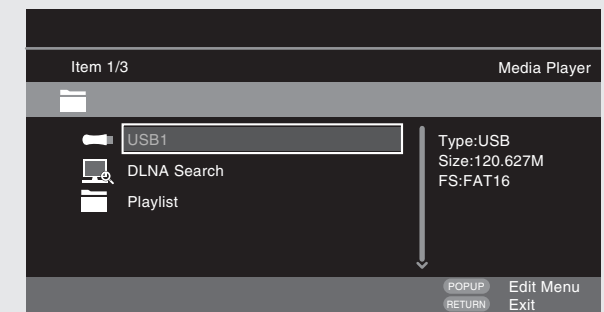 Item 1/3
Media Player
USB1
DLNA Search
Playlist
Type:USB
Size:120.627M
FS:FAT16
POPUP Edit Menu
RETURN Exit